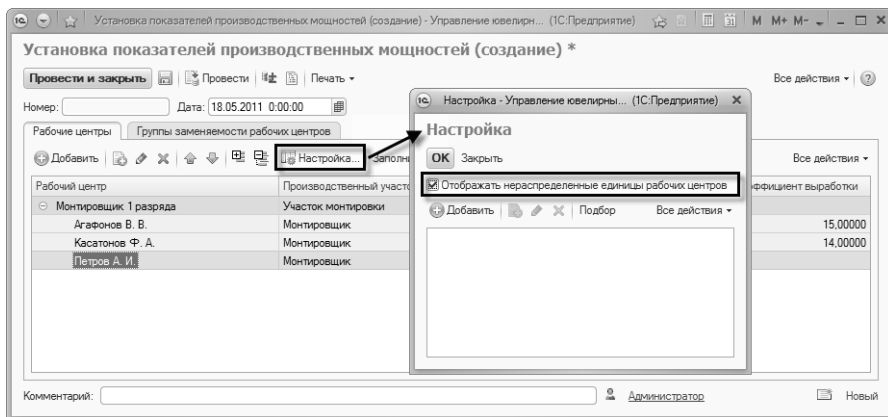 Установка показателей производственных мощностей (создание) - Управление ювелирн... (1С:Предприятие) M M+ M-
Установка показателей производственных мощностей (создание) *
Провести и закрыть Провести Печать Все действия
Номер: Дата: 18.05.2011 0:00:00
Настройка - Управление ювелирны... (1С:Предприятие)
Рабочие центры Группы заменяемости рабочих центров
Настройка
Добавить Настройка... Заполн Все действия
OK Закрыть
Отображать нераспределенные единицы рабочих центров
Рабочий центр Производственный участо эффициент выработки
Добавить Подбор Все действия
Монтировщик 1 разряда Участок монтировки
Агафонов В. В. Монтировщик 15,00000
Касатонов Ф. А. Монтировщик 14,00000
Петров А. И. Монтировщик
Комментарий: Администратор Новый